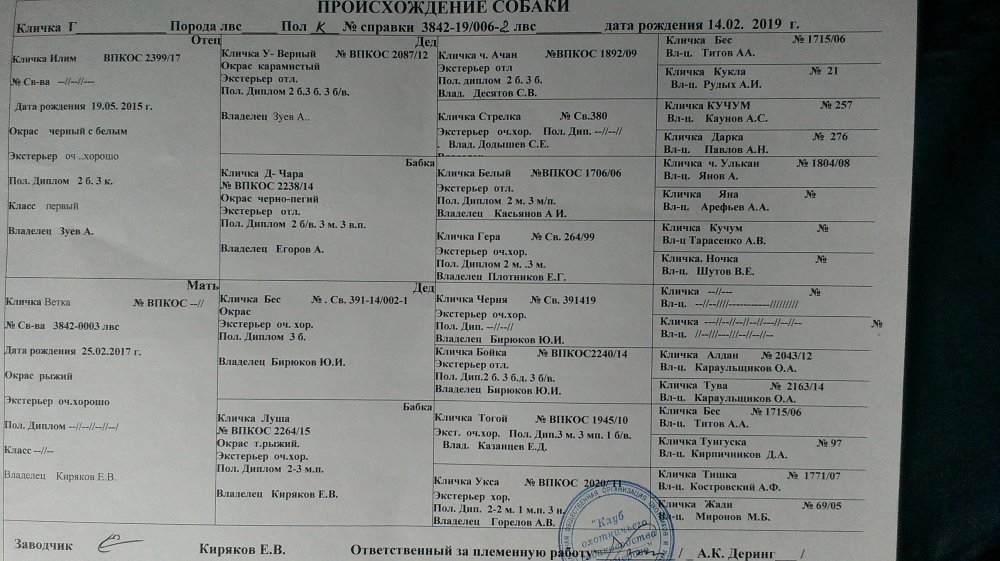 ПРОИСХОЖДЕНИЕ СОБАКИ
Кличка Г Порода лвс Пол К № справки 3842-19/006-2 лвс дата рождения 14.02. 2019 г.
Отец
Кличка Илим ВПКОС 2399/17
№ Св-ва --//--//---
Дата рождения 19.05. 2015 г.
Окрас черный с белым
Экстерьер оч ..хорошо
Пол. Диплом 2 б. 3 к.
Класс первый
Владелец Зуев А.
Мать
Кличка Ветка № ВПКОС --//
№ Св-ва 3842-0003 лвс
Дата рождения 25.02.2017 г.
Окрас рыжий
Экстерьер оч.хорошо
Пол. Диплом --//--//--//--/
Класс --//--
Владелец Киряков Е.В.
Дед
Кличка У- Верный № ВПКОС 2087/12
Окрас карамистый
Экстерьер отл.
Пол. Диплом 2 б.3 б. 3 б/в.
Владелец Зуев А..
Бабка
Кличка Д- Чара
№ ВПКОС 2238/14
Окрас черно-пегий
Экстерьер отл.
Пол. Диплом 2 б/в. 3 м. 3 в.п.
Владелец Егоров А.
Дед
Кличка Бес № . Св. 391-14/002-1
Окрас
Экстерьер оч. хор.
Пол. Диплом 3 б.
Владелец Бирюков Ю.И.
Бабка
Кличка Луша
№ ВПКОС 2264/15
Окрас т.рыжий.
Экстерьер оч.хор.
Пол. Диплом 2-3 м.п.
Владелец Киряков Е.В.
Кличка ч. Ачан №ВПКОС 1892/09
Экстерьер отл
Пол. диплом 2 б. 3 б.
Влад. Десятов С.В.
Кличка Стрелка № Св.380
Экстерьер оч.хор. Пол. Дип. --//--//
. Влад. Додышев С.Е.
Кличка Белый №ВПКОС 1706/06
Экстерьер отл.
Пол. Диплом 2 м. 3 м/п.
Владелец Касьянов А И.
Кличка Гера № Св. 264/99
Экстерьер оч.хор.
Пол. Диплом 2 м. .3 м.
Владелец Плотников Е.Г.
Кличка Черня № Св. 391419
Экстерьер оч.хор.
Пол. Дип. --//--//
Владелец Бирюков Ю.И.
Кличка Бойка № ВПКОС2240/14
Экстерьер отл.
Пол. Дип.2 б. 3 б.д. 3 б/в.
Владелец Бирюков Ю.И.
Кличка Тогой № ВПКОС 1945/10
Экст. оч.хор. Пол. Дип.3 м. 3 мп. 1 б/в.
Влад. Казанцев Е.Д.
Кличка Укса № ВПКОС 2020/11
Экстерьер хор.
Пол. Дип. 2-2 м. 1 м.п. 3 н.
Владелец Горелов А.В.
Кличка Бес № 1715/06
Вл-ц Титов АА.
Кличка Кукла № 21
Вл-ц. Рудых А.И.
Кличка КУЧУМ № 257
Вл-ц. Каунов А.С.
Кличка Дарка № 276
Вл-ц. Павлов А.Н.
Кличка ч. Улькан № 1804/08
Вл-ц. Янов А.
Кличка Яна №
Вл-ц. Арефьев А.А.
Кличка Кучум №
Вл-ц Тарасенко А.В.
Кличка. Ночка №
Вл-ц. Шутов В.Е.
Кличка --//--- №
Вл-ц. --//--////-----------/////////
Кличка ---//--//--//--//---//--//-- №
Вл-ц. //--//---///--//--//--
Кличка Алдан № 2043/12
Вл-ц. Караульщиков О.А.
Кличка Тува № 2163/14
Вл-ц. Караульщиков О.А.
Кличка Бес № 1715/06
Вл-ц. Титов А.А.
Кличка Тунгуска № 97
Вл-ц. Кирпичников Д.А.
Кличка Тишка № 1771/07
Вл-ц. Костровский А.Ф.
Кличка Жади № 69/05
Вл-ц. Миронов М.Б.
"Клуб
охотничьего
Заводчик Киряков Е.В. Ответственный за племенную работу / А.К. Деринг /